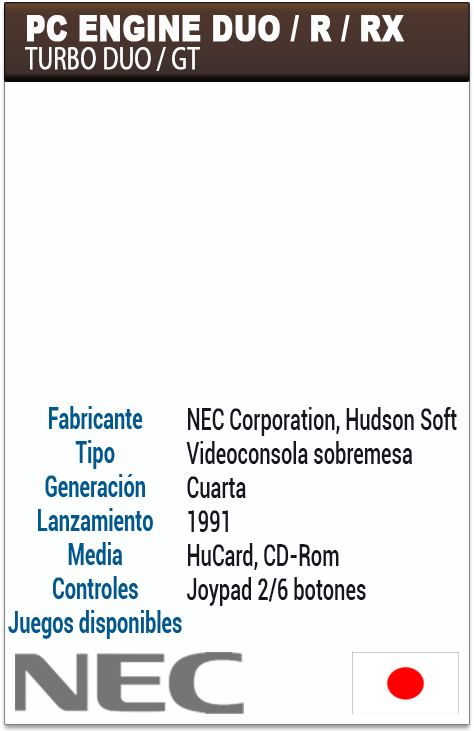 PC ENGINE DUO / R / RX
TURBO DUO / GT
Fabricante NEC Corporation, Hudson Soft
Tipo Videoconsola sobremesa
Generación Cuarta
Lanzamiento 1991
Media HuCard, CD-Rom
Controles Joypad 2/6 botones
Juegos disponibles
NEC